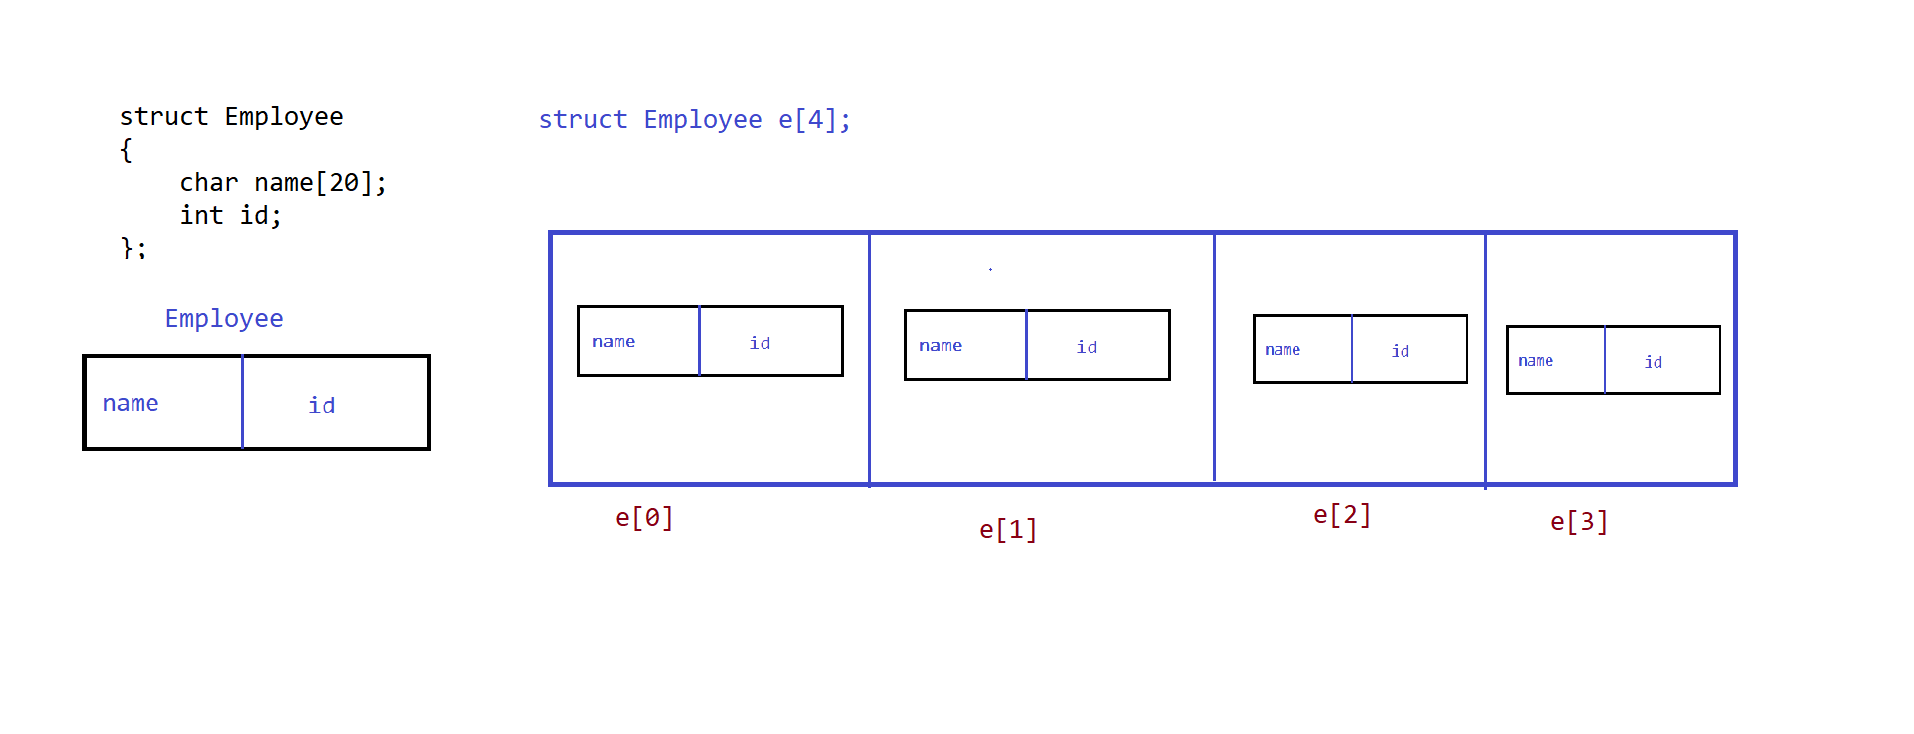 struct Employee
{
    char name[20];
    int id;
};
struct Employee e[4];
Employee
name id
name id name id name id name id
e[0] e[1] e[2] e[3]